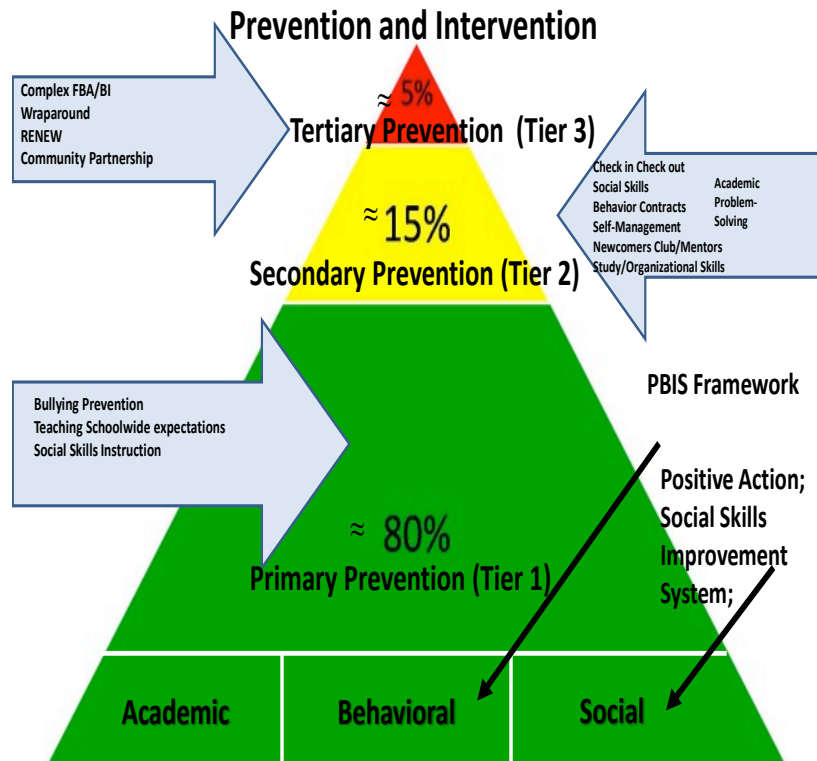 Prevention and Intervention
Complex FBA/BI
Wraparound
RENEW
Community Partnership
≈ 5%
Tertiary Prevention (Tier 3)
Check in Check out
Social Skills
Behavior Contracts
Self-Management
Newcomers Club/Mentors
Study/Organizational Skills
Academic
Problem-
Solving
≈ 15%
Secondary Prevention (Tier 2)
Bullying Prevention
Teaching Schoolwide expectations
Social Skills Instruction
PBIS Framework
Positive Action;
Social Skills
Improvement
System;
≈ 80%
Primary Prevention (Tier 1)
Academic
Behavioral
Social